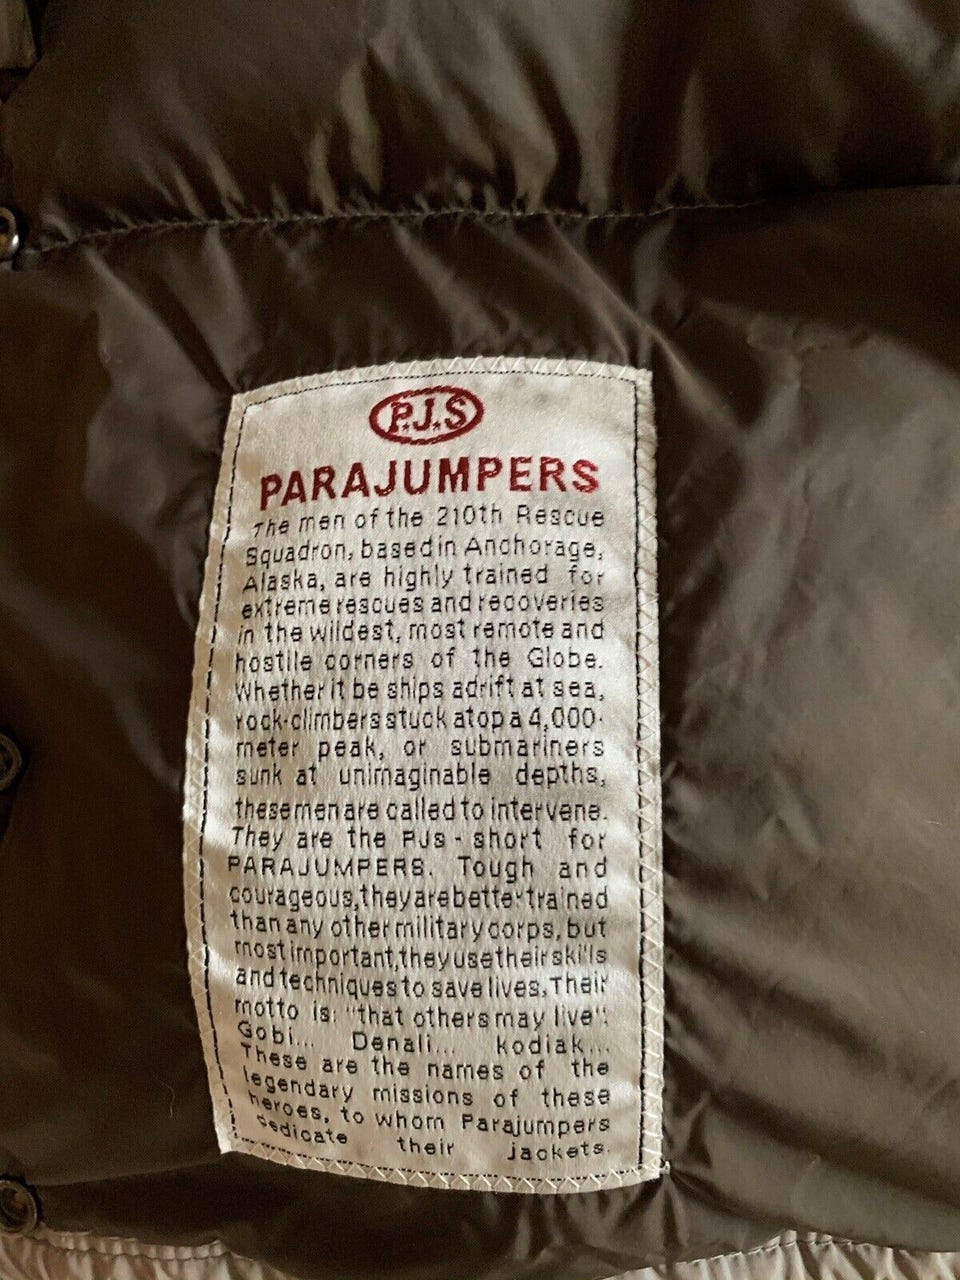 P.J.S
PARAJUMPERS
The men of the 210th Rescue
Squadron, based in Anchorage,
Alaska, are highly trained for
extreme rescues and recoveries
in the wildest, most remote and
hostile corners of the Globe.
Whether it be ships adrift at sea,
rock-climbers stuck atop a 4,000-
meter peak, or submariners
sunk at unimaginable depths,
these men are called to intervene.
They are the PJs - short for
PARAJUMPERS. Tough and
courageous, they are better trained
than any other military corps, but
most important, they use their skills
and techniques to save lives, Their
motto is: "that others may live".
Gobi... Denali... kodiak...
These are the names of the
legendary missions of these
heroes, to whom Parajumpers
dedicate their jackets.